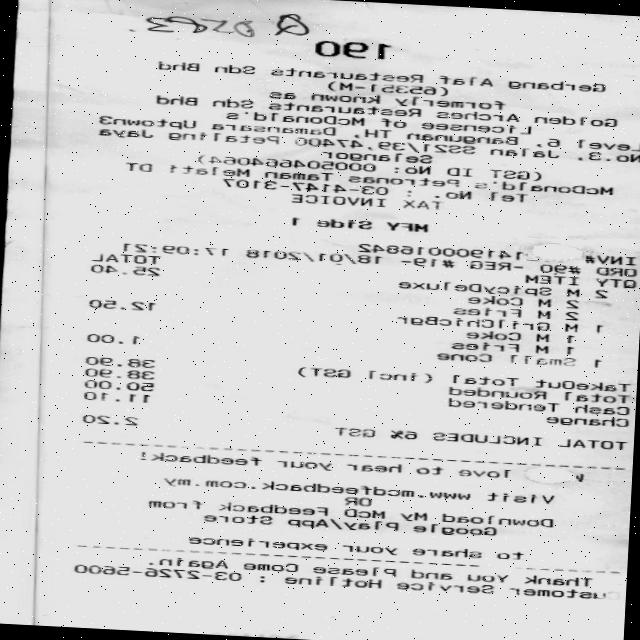 190
Gerbang Alaf Restaurants Sdn Bhd
(65351-M)
formerly known as
Golden Arches Restaurants Sdn Bhd
Licensee of McDonald's
Level 6, Bangunan TH, Damansara Uptown3
No.3, Jalan SS21/39,47400 Petaling Jaya
Selangor
(GST ID No: 000504664064)
McDonald's Petronas Taman Melati DT
Tel No. : 03-4147-3107
TAX INVOICE
MFY Side 1
INV# 141900016842
ORD #90 -REG #19- 18/01/2018 17:09:21
QTY ITEM TOTAL
2 M SpicyDeluxe 25.40
2 M Coke
2 M Fries
1 M GrilChicBgr 12.50
1 M Coke
1 M Fries
1 Small Cone 1.00
TakeOut Total (incl GST) 38.90
Total Rounded 38.90
Cash Tendered 50.00
Change 11.10
TOTAL INCLUDES 6% GST 2.20
love to hear your feedback!
Visit www.mcdfeedback.com.my
OR
Download My McD Feedback from
Google Play/App Store
to share your experience
Thank You and Please Come Again.
Customer Service Hotline : 03-2726-5600